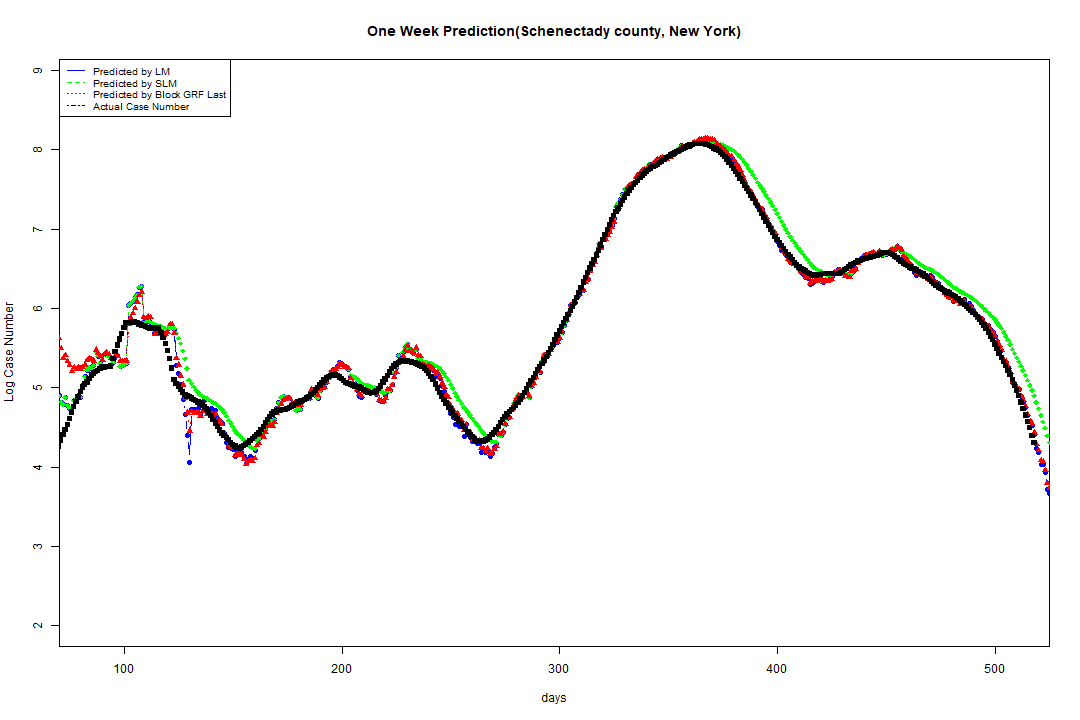 One Week Prediction(Schenectady county, New York)
Predicted by LM
Predicted by SLM
Predicted by Block GRF Last
Actual Case Number
9
8
7
6
5
4
3
2
Log Case Number
100 200 300 400 500
days